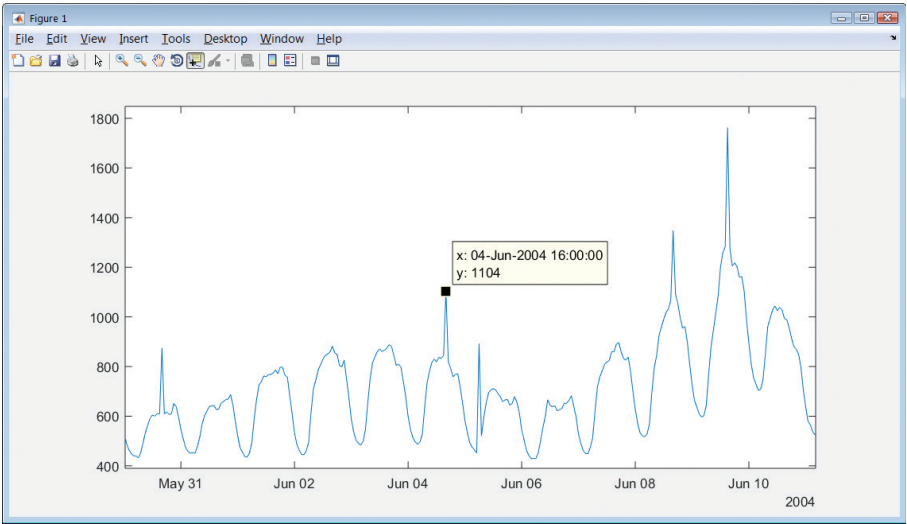 Figure 1
File Edit View Insert Tools Desktop Window Help
1800
1600
1400
1200
1000
800
600
400
x: 04-Jun-2004 16:00:00
y: 1104
May 31 Jun 02 Jun 04 Jun 06 Jun 08 Jun 10
2004